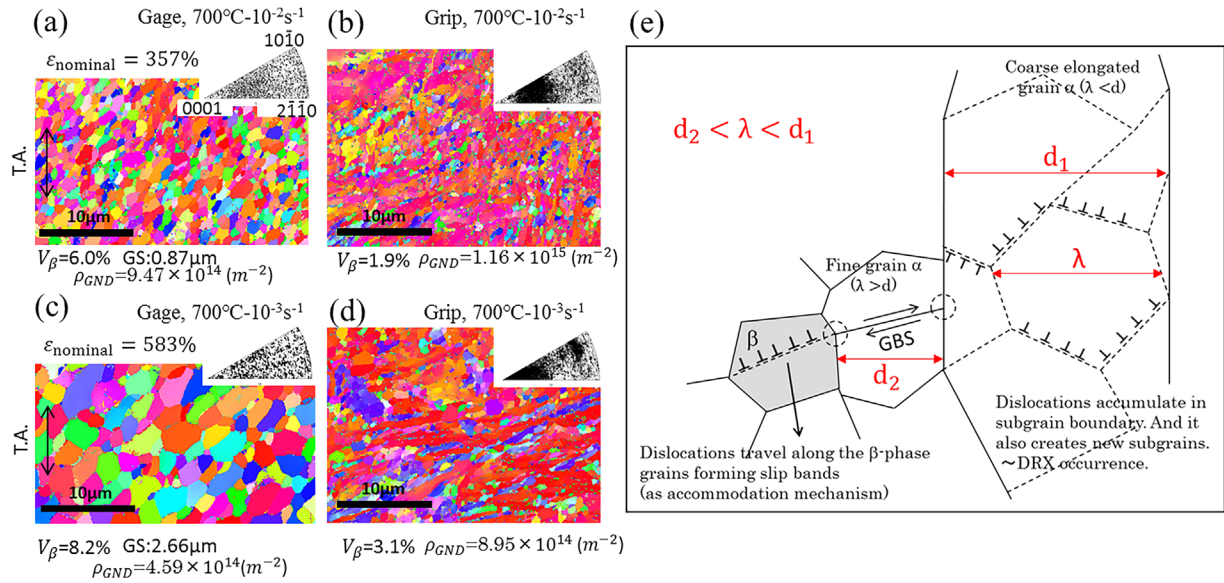 (a)
Gage, 700°C-10⁻²s⁻¹
ε_nominal = 357%
101̄0
0001
21̄1̄0
T.A.
10μm
V_β=6.0% GS:0.87μm
ρ_GND=9.47 × 10¹⁴ (m⁻²)
(b)
Grip, 700°C-10⁻²s⁻¹
10μm
V_β=1.9% ρ_GND=1.16 × 10¹⁵ (m⁻²)
(c)
Gage, 700°C-10⁻³s⁻¹
ε_nominal = 583%
T.A.
10μm
V_β=8.2% GS:2.66μm
ρ_GND=4.59 × 10¹⁴(m⁻²)
(d)
Grip, 700°C-10⁻³s⁻¹
10μm
V_β=3.1% ρ_GND=8.95 × 10¹⁴ (m⁻²)
(e)
Coarse elongated
grain α (λ <d)
d₂ < λ < d₁
d₁
λ
Fine grain α
(λ >d)
GBS
β
d₂
Dislocations travel along the β-phase
grains forming slip bands
(as accommodation mechanism)
Dislocations accumulate in
subgrain boundary. And it
also creates new subgrains.
～DRX occurrence.